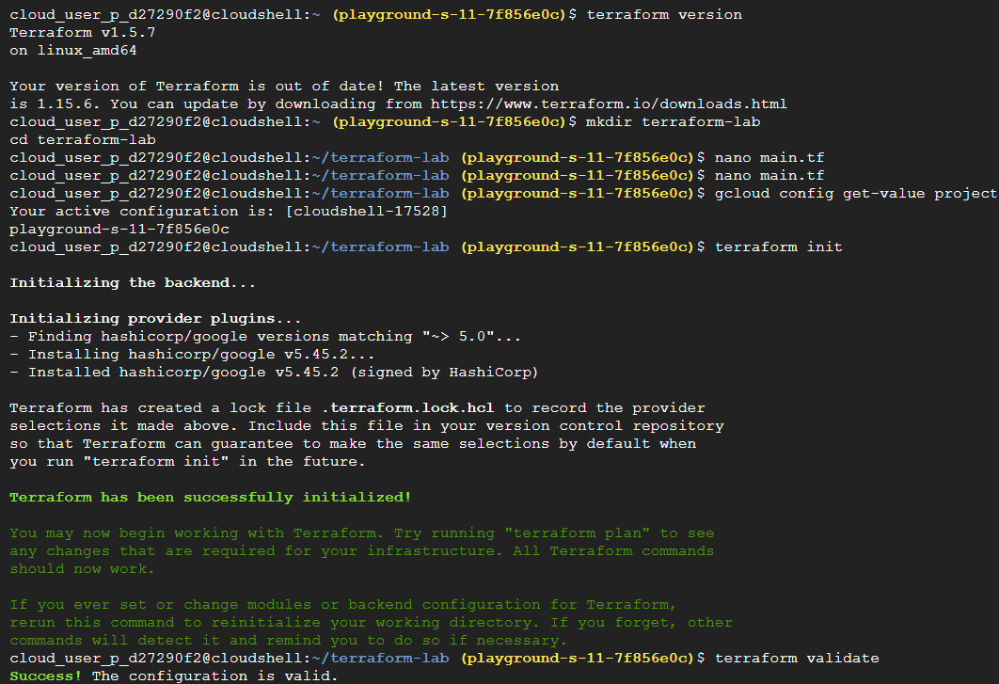 cloud_user_p_d27290f2@cloudshell:~ (playground-s-11-7f856e0c)$ terraform version
Terraform v1.5.7
on linux_amd64
Your version of Terraform is out of date! The latest version
is 1.15.6. You can update by downloading from https://www.terraform.io/downloads.html
cloud_user_p_d27290f2@cloudshell:~ (playground-s-11-7f856e0c)$ mkdir terraform-lab
cd terraform-lab
cloud_user_p_d27290f2@cloudshell:~/terraform-lab (playground-s-11-7f856e0c)$ nano main.tf
cloud_user_p_d27290f2@cloudshell:~/terraform-lab (playground-s-11-7f856e0c)$ nano main.tf
cloud_user_p_d27290f2@cloudshell:~/terraform-lab (playground-s-11-7f856e0c)$ gcloud config get-value project
Your active configuration is: [cloudshell-17528]
playground-s-11-7f856e0c
cloud_user_p_d27290f2@cloudshell:~/terraform-lab (playground-s-11-7f856e0c)$ terraform init
Initializing the backend...
Initializing provider plugins...
- Finding hashicorp/google versions matching "~> 5.0"...
- Installing hashicorp/google v5.45.2...
- Installed hashicorp/google v5.45.2 (signed by HashiCorp)
Terraform has created a lock file .terraform.lock.hcl to record the provider
selections it made above. Include this file in your version control repository
so that Terraform can guarantee to make the same selections by default when
you run "terraform init" in the future.
Terraform has been successfully initialized!
You may now begin working with Terraform. Try running "terraform plan" to see
any changes that are required for your infrastructure. All Terraform commands
should now work.
If you ever set or change modules or backend configuration for Terraform,
rerun this command to reinitialize your working directory. If you forget, other
commands will detect it and remind you to do so if necessary.
cloud_user_p_d27290f2@cloudshell:~/terraform-lab (playground-s-11-7f856e0c)$ terraform validate
Success! The configuration is valid.